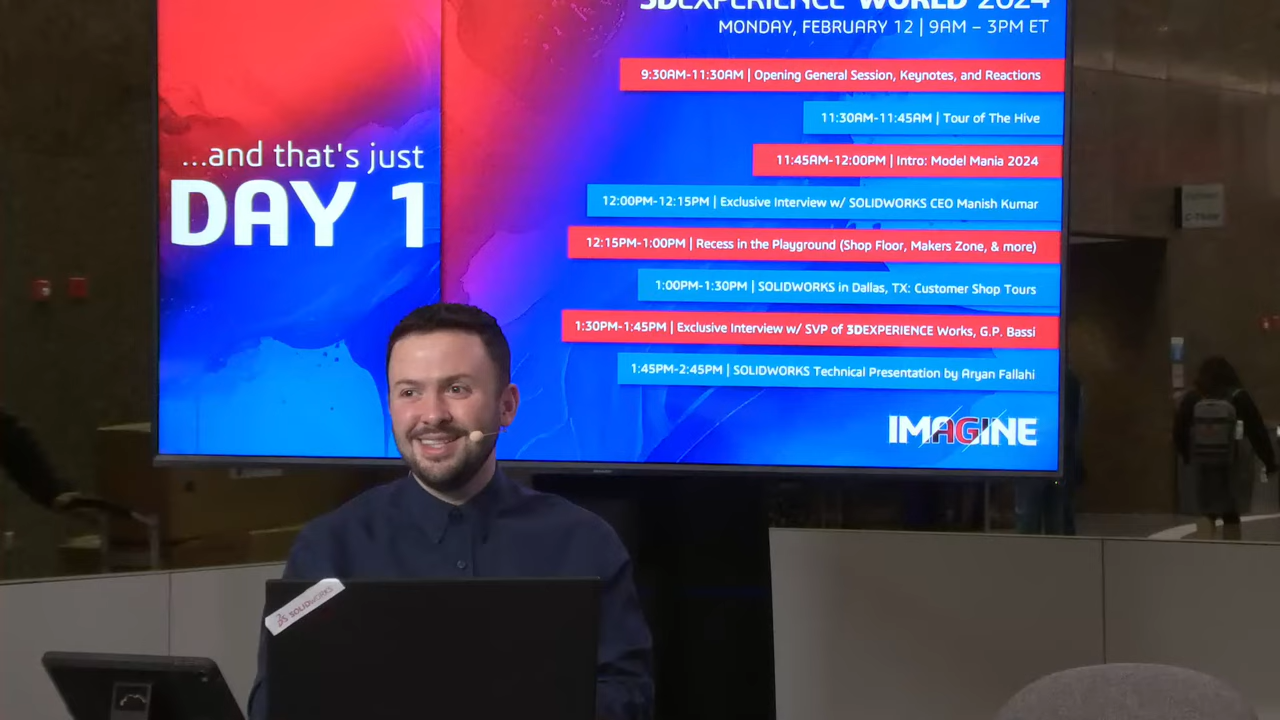 3DEXPERIENCE WORLD 2024
MONDAY, FEBRUARY 12 | 9AM – 3PM ET
9:30AM-11:30AM | Opening General Session, Keynotes, and Reactions
11:30AM-11:45AM | Tour of The Hive
11:45AM-12:00PM | Intro: Model Mania 2024
12:00PM-12:15PM | Exclusive Interview w/ SOLIDWORKS CEO Manish Kumar
12:15PM-1:00PM | Recess in the Playground (Shop Floor, Makers Zone, & more)
1:00PM-1:30PM | SOLIDWORKS in Dallas, TX: Customer Shop Tours
1:30PM-1:45PM | Exclusive Interview w/ SVP of 3DEXPERIENCE Works, G.P. Bassi
1:45PM-2:45PM | SOLIDWORKS Technical Presentation by Aryan Fallahi
...and that's just
DAY 1
IMAGINE
SOLIDWORKS